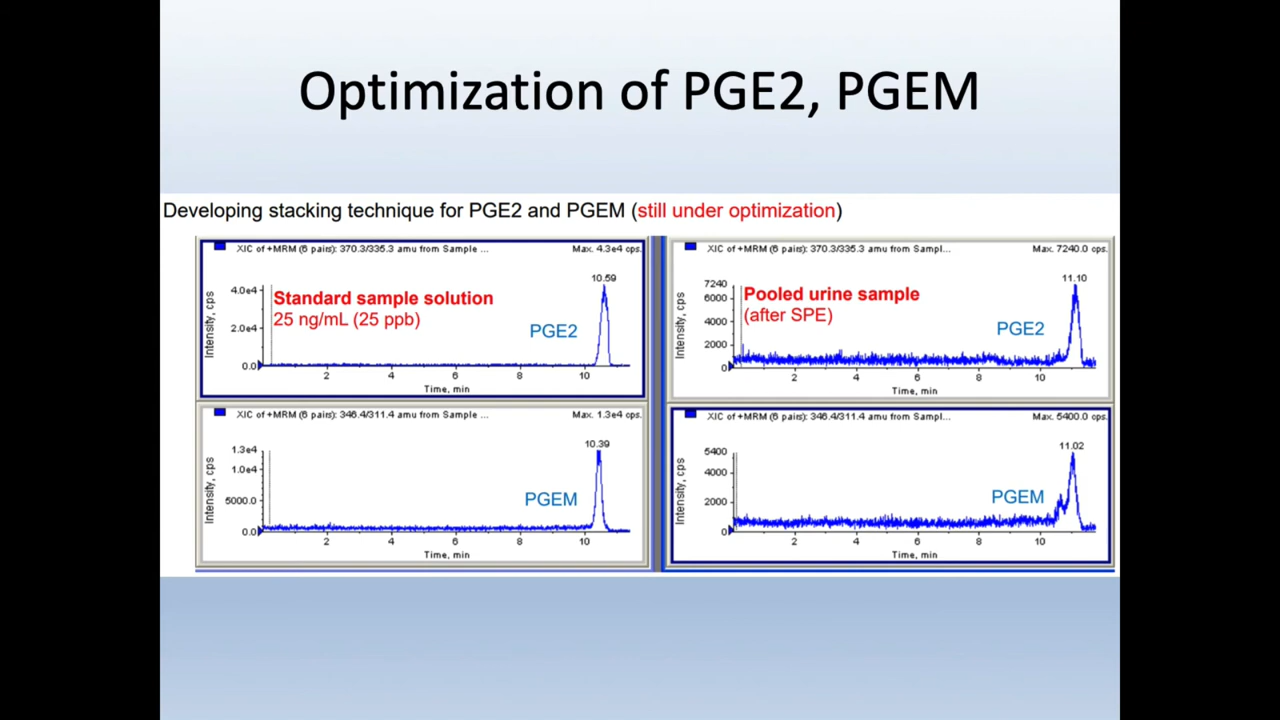 Optimization of PGE2, PGEM
Developing stacking technique for PGE2 and PGEM (still under optimization)
XIC of +MRM (6 pairs): 370.3/335.3 amu from Sample ...
Max. 4.3e4 cps.
10.59
4.0e4
2.0e4
0.0
Intensity, cps
Standard sample solution
25 ng/mL (25 ppb)
PGE2
2 4 6 8 10
Time, min
XIC of +MRM (6 pairs): 370.3/335.3 amu from Sampl...
Max. 7240.0 cps.
11.10
7240
6000
4000
2000
0
Intensity, cps
Pooled urine sample
(after SPE)
PGE2
2 4 6 8 10
Time, min
XIC of +MRM (6 pairs): 346.4/311.4 amu from Sample ...
Max. 1.3e4 cps.
10.39
1.3e4
1.0e4
5000.0
0.0
Intensity, cps
PGEM
2 4 6 8 10
Time, min
XIC of +MRM (6 pairs): 346.4/311.4 amu from Sampl...
Max. 5400.0 cps.
11.02
5400
4000
2000
0
Intensity, cps
PGEM
2 4 6 8 10
Time, min